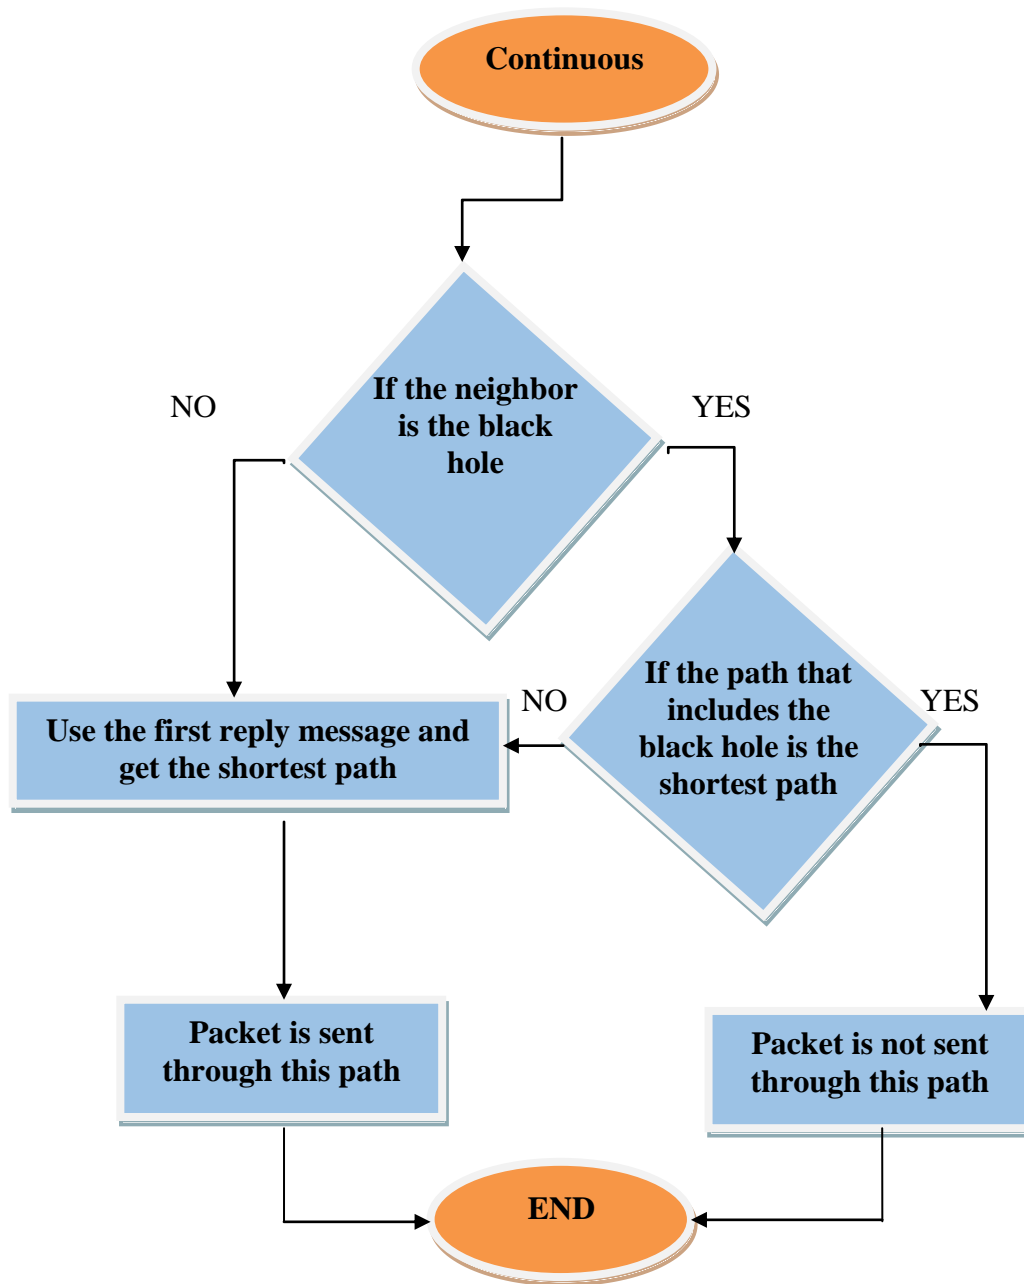 Continuous
If the neighbor
is the black
hole
NO
YES
If the path that
includes the
black hole is the
shortest path
NO
YES
Use the first reply message and
get the shortest path
Packet is sent
through this path
Packet is not sent
through this path
END